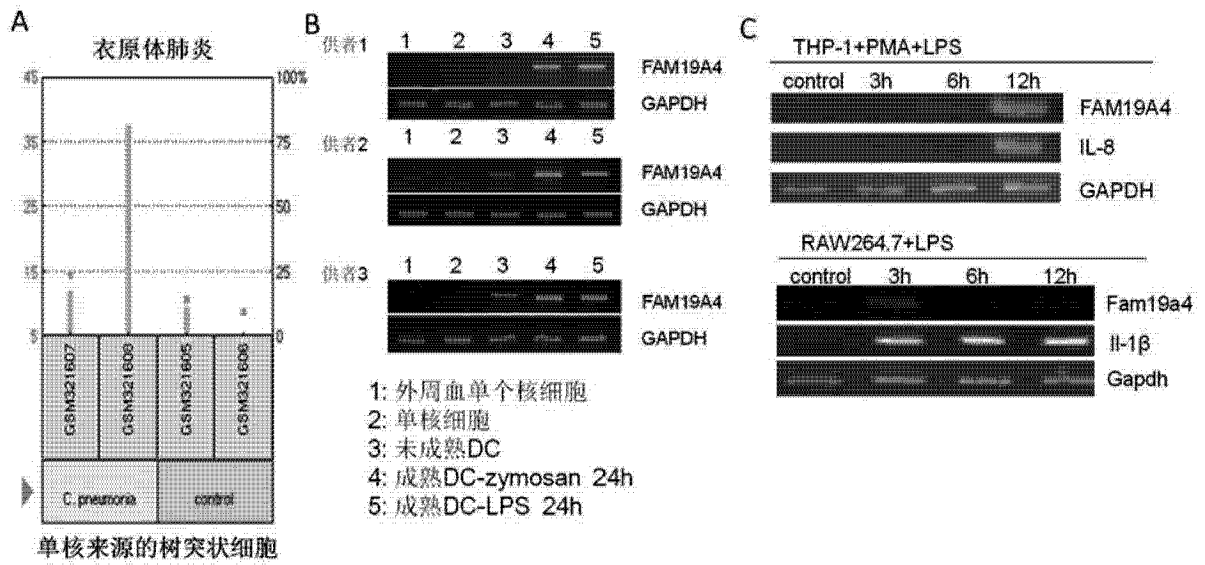 A
衣原体肺炎
45
35
25
15
5
100%
75
50
25
0
GSM321607
GSM321608
GSM321605
GSM321606
C. pneumonia
control
单核来源的树突状细胞
B
供者1
1 2 3 4 5
FAM19A4
GAPDH
供者2
1 2 3 4 5
FAM19A4
GAPDH
供者3
1 2 3 4 5
FAM19A4
GAPDH
1: 外周血单个核细胞
2: 单核细胞
3: 未成熟DC
4: 成熟DC-zymosan 24h
5: 成熟DC-LPS 24h
C
THP-1+PMA+LPS
control 3h 6h 12h
FAM19A4
IL-8
GAPDH
RAW264.7+LPS
control 3h 6h 12h
Fam19a4
Il-1β
Gapdh